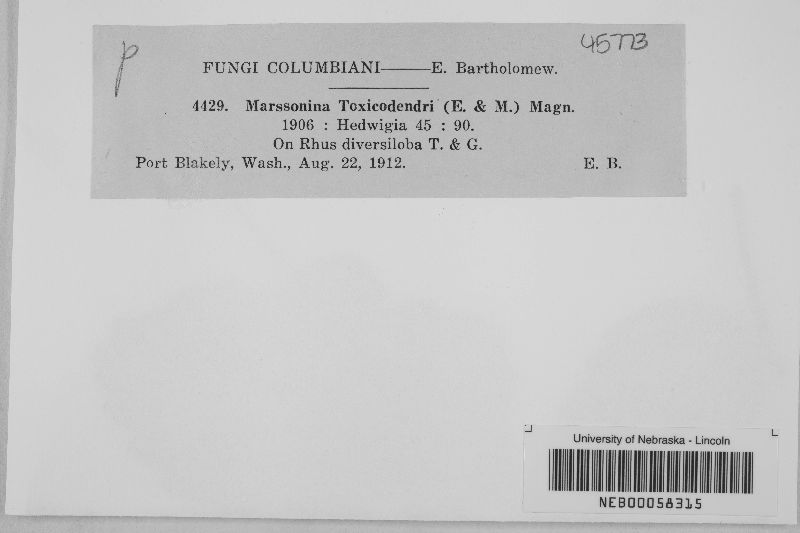 p
45773
FUNGI COLUMBIANI——E. Bartholomew.
4429. Marssonina Toxicodendri (E. & M.) Magn.
1906 : Hedwigia 45 : 90.
On Rhus diversiloba T. & G.
Port Blakely, Wash., Aug. 22, 1912. E. B.
University of Nebraska - Lincoln
NEB00058315